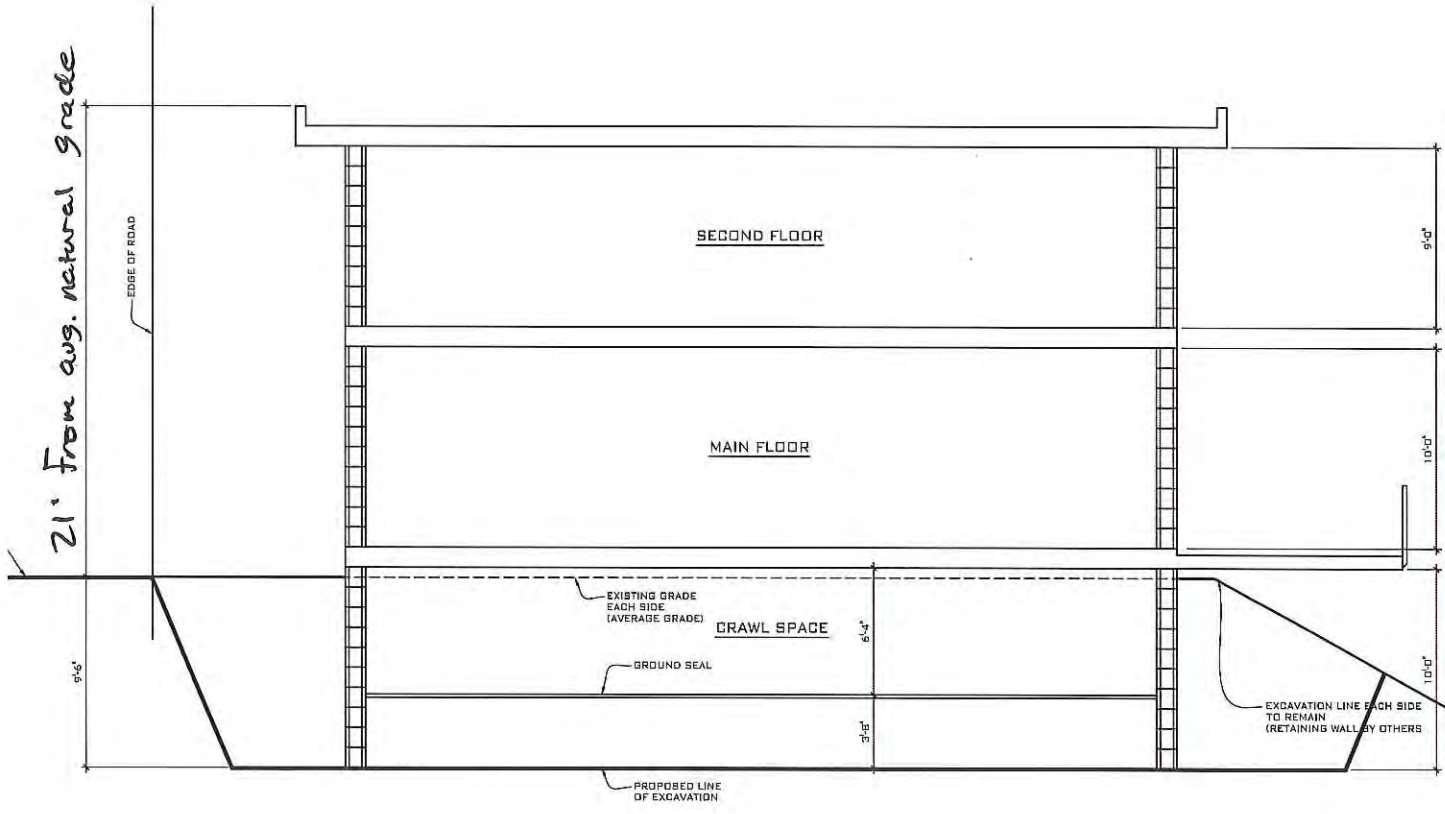 21' From avg. natural grade
EDGE OF ROAD
SECOND FLOOR
9'-0"
MAIN FLOOR
10'-0"
EXISTING GRADE
EACH SIDE
(AVERAGE GRADE)
CRAWL SPACE
6'-4"
GROUND SEAL
9'-6"
3'-8"
10'-0"
EXCAVATION LINE EACH SIDE
TO REMAIN
(RETAINING WALL BY OTHERS
PROPOSED LINE
OF EXCAVATION